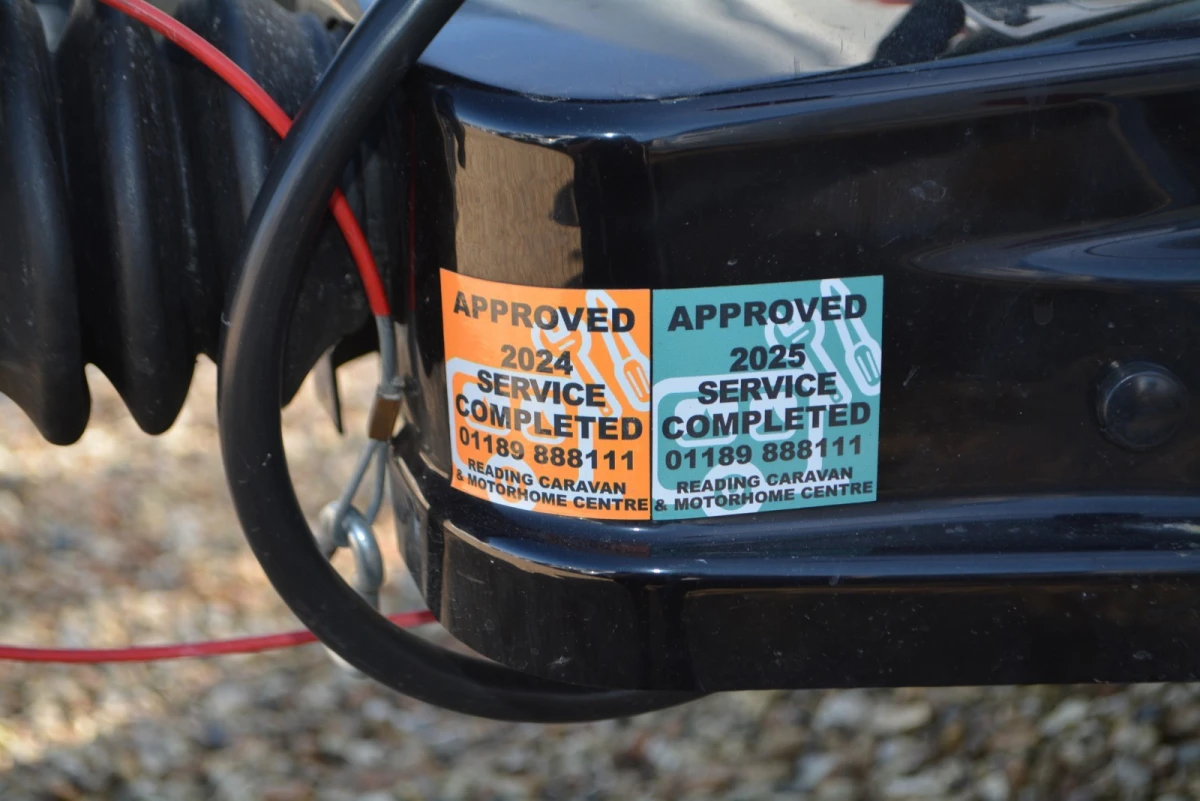 APPROVED
2024
SERVICE
COMPLETED
01189 888111
READING CARAVAN
& MOTORHOME CENTRE
APPROVED
2025
SERVICE
COMPLETED
01189 888111
READING CARAVAN
& MOTORHOME CENTRE